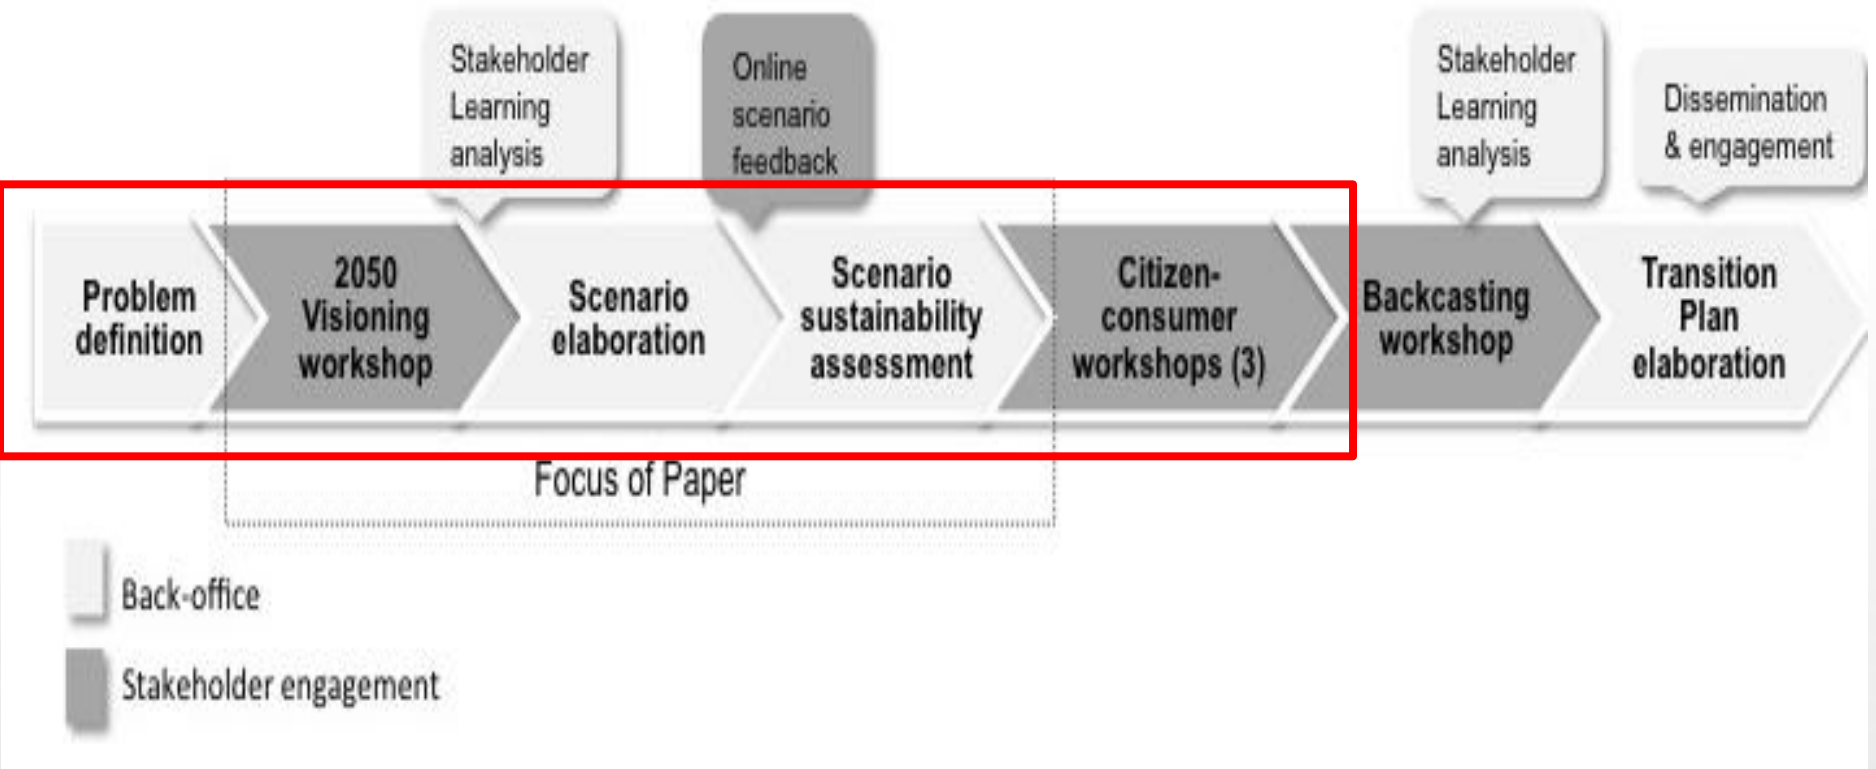 Stakeholder
Learning
analysis
Online
scenario
feedback
Stakeholder
Learning
analysis
Dissemination
& engagement
Problem
definition
2050
Visioning
workshop
Scenario
elaboration
Scenario
sustainability
assessment
Citizen-
consumer
workshops (3)
Backcasting
workshop
Transition
Plan
elaboration
Focus of Paper
Back-office
Stakeholder engagement